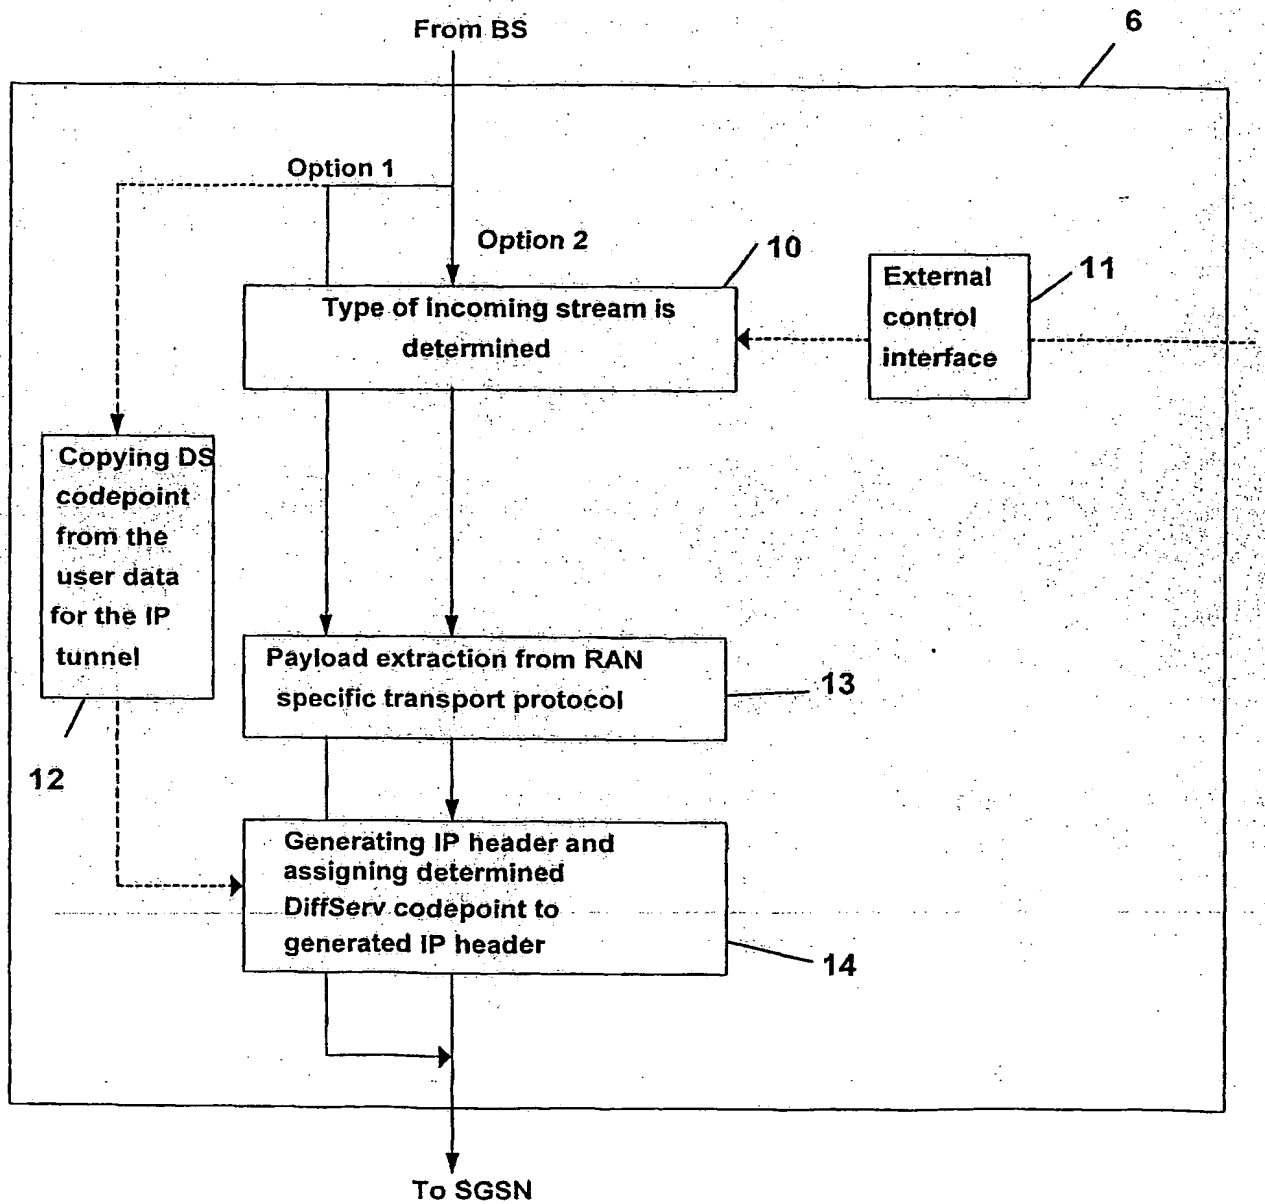 From BS
6
Option 1
Option 2
10
Type of incoming stream is
determined
External
control
interface
11
Copying DS
codepoint
from the
user data
for the IP
tunnel
12
Payload extraction from RAN
specific transport protocol
13
Generating IP header and
assigning determined
DiffServ codepoint to
generated IP header
14
To SGSN